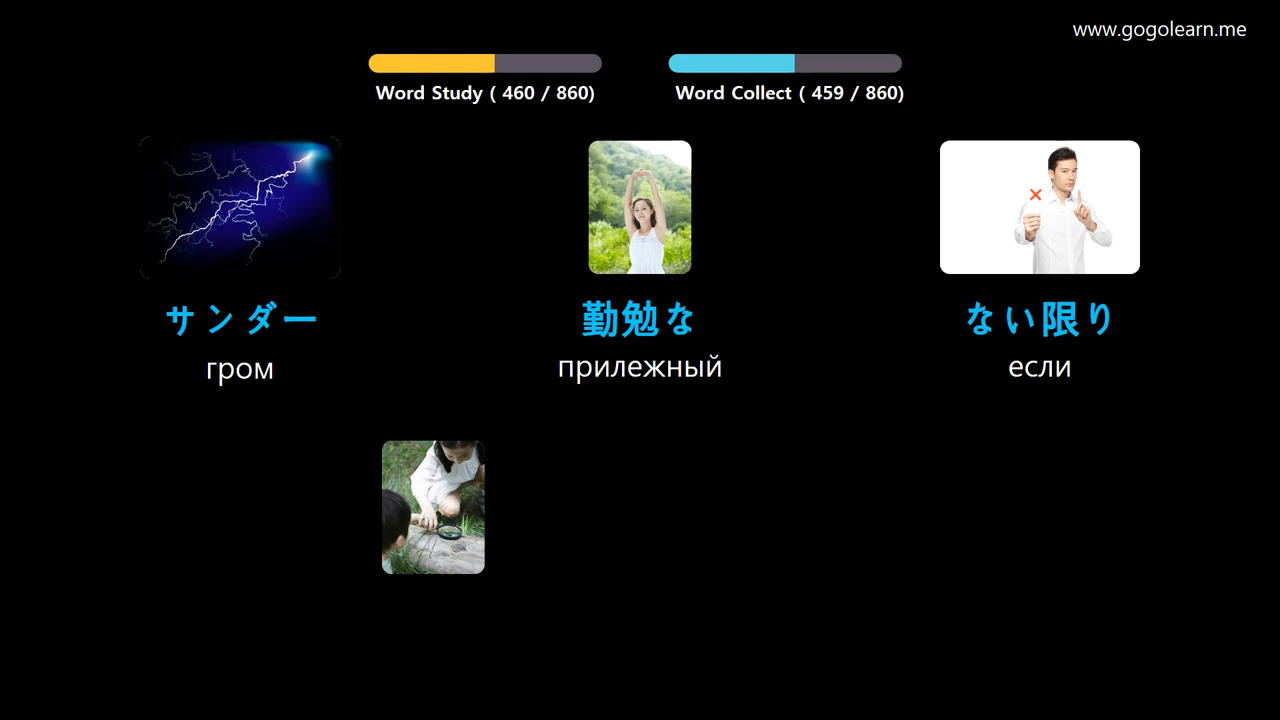 www.gogolearn.me
Word Study ( 460 / 860)
Word Collect ( 459 / 860)
サンダー
勤勉な
ない限り
гром
прилежный
если